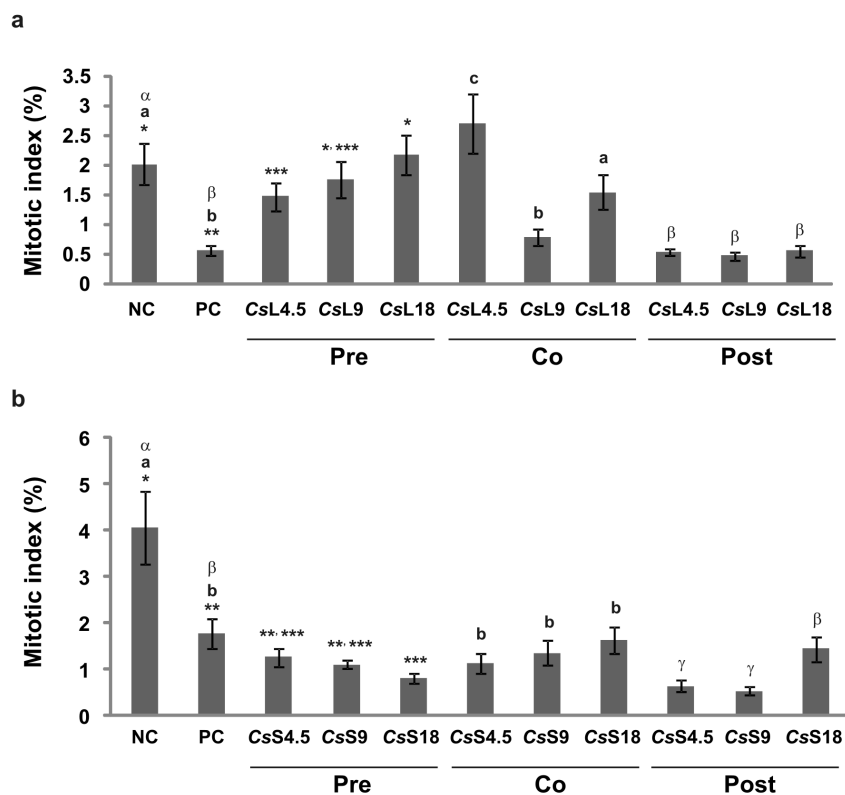 a
Mitotic index (%)
3.5
3
2.5
2
1.5
1
0.5
0
α
a
*
β
b
**
***
*, ***
*
c
b
a
β
β
β
NC PC CsL4.5 CsL9 CsL18 CsL4.5 CsL9 CsL18 CsL4.5 CsL9 CsL18
Pre Co Post
b
Mitotic index (%)
6
5
4
3
2
1
0
α
a
*
β
b
**
**, ***
**, ***
***
b
b
b
γ
γ
β
NC PC CsS4.5 CsS9 CsS18 CsS4.5 CsS9 CsS18 CsS4.5 CsS9 CsS18
Pre Co Post